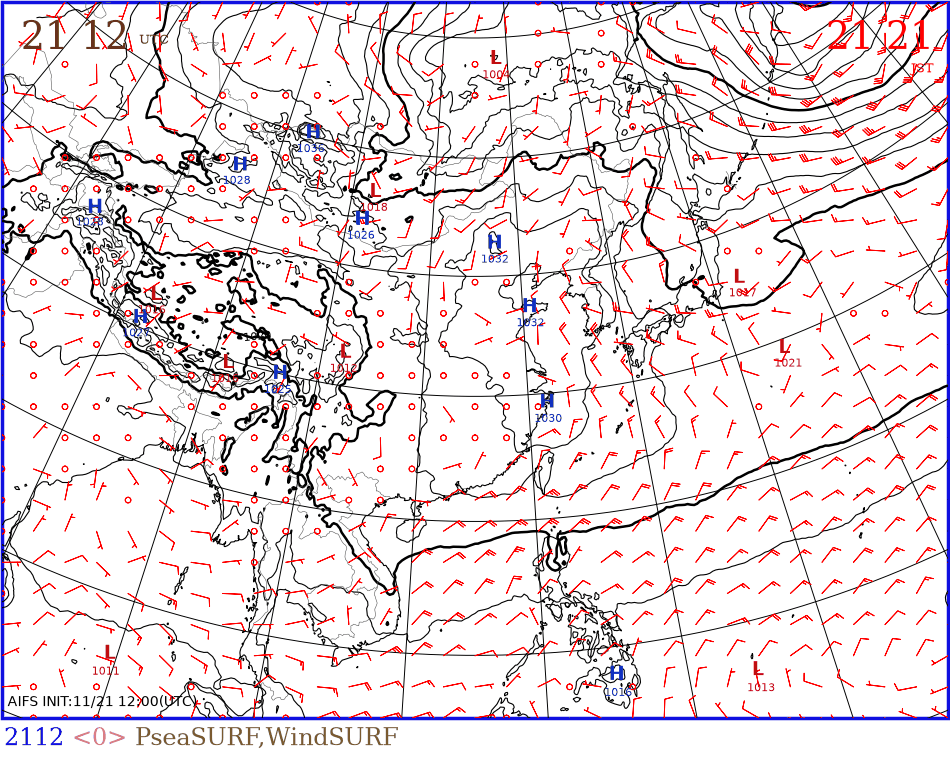 21 12 UTC
21 21.
JST
L
1004
H
1036
H
1028
L
1018
H
H
1026
H
1032
L
1017
H
1032
H
L
L
L
1021
H
H
1030
L
1011
H
1016
L
1013
AIFS INIT:11/21 12:00(UTC)
2112 <0> PseaSURF,WindSURF